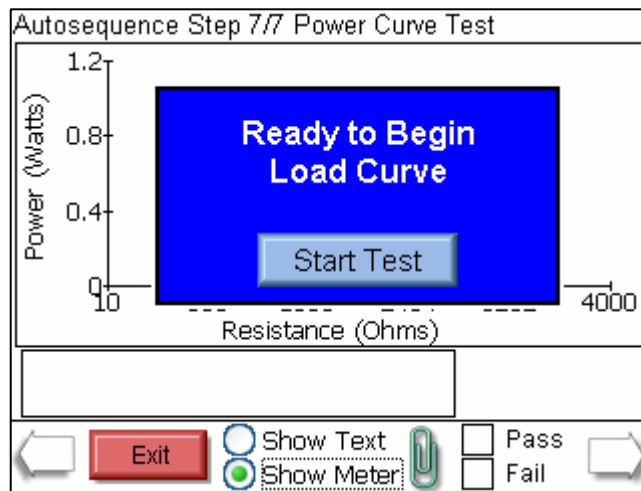 Autosequence Step 7/7 Power Curve Test
1.2
0.8
0.4
0
Power (Watts)
Ready to Begin
Load Curve
Start Test
10
4000
Resistance (Ohms)
Exit
Show Text
Show Meter
Pass
Fail